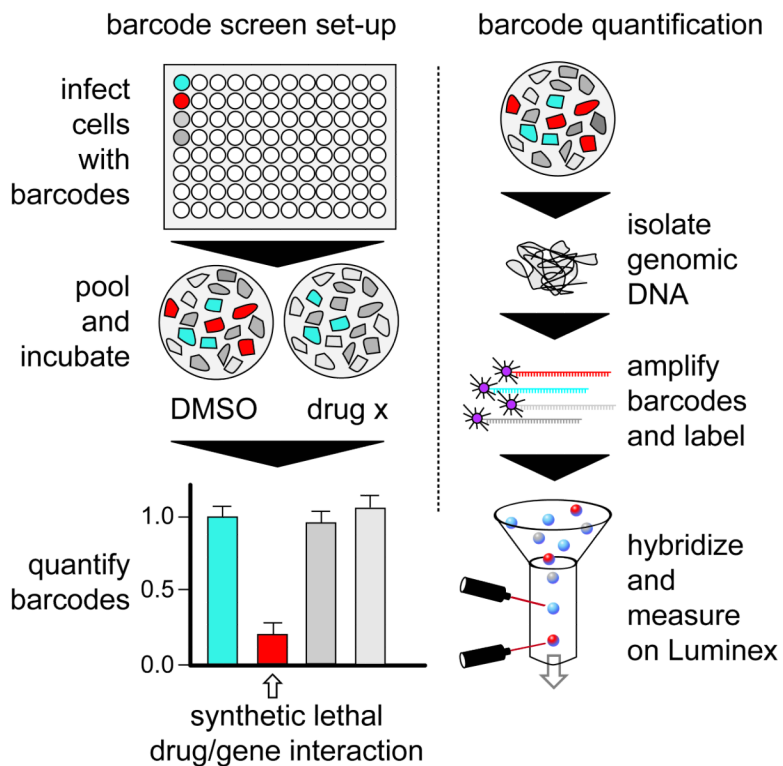 barcode screen set-up
infect
cells
with
barcodes
pool
and
incubate
DMSO
drug x
quantify
barcodes
1.0
0.5
0.0
synthetic lethal
drug/gene interaction
barcode quantification
isolate
genomic
DNA
amplify
barcodes
and label
hybridize
and
measure
on Luminex